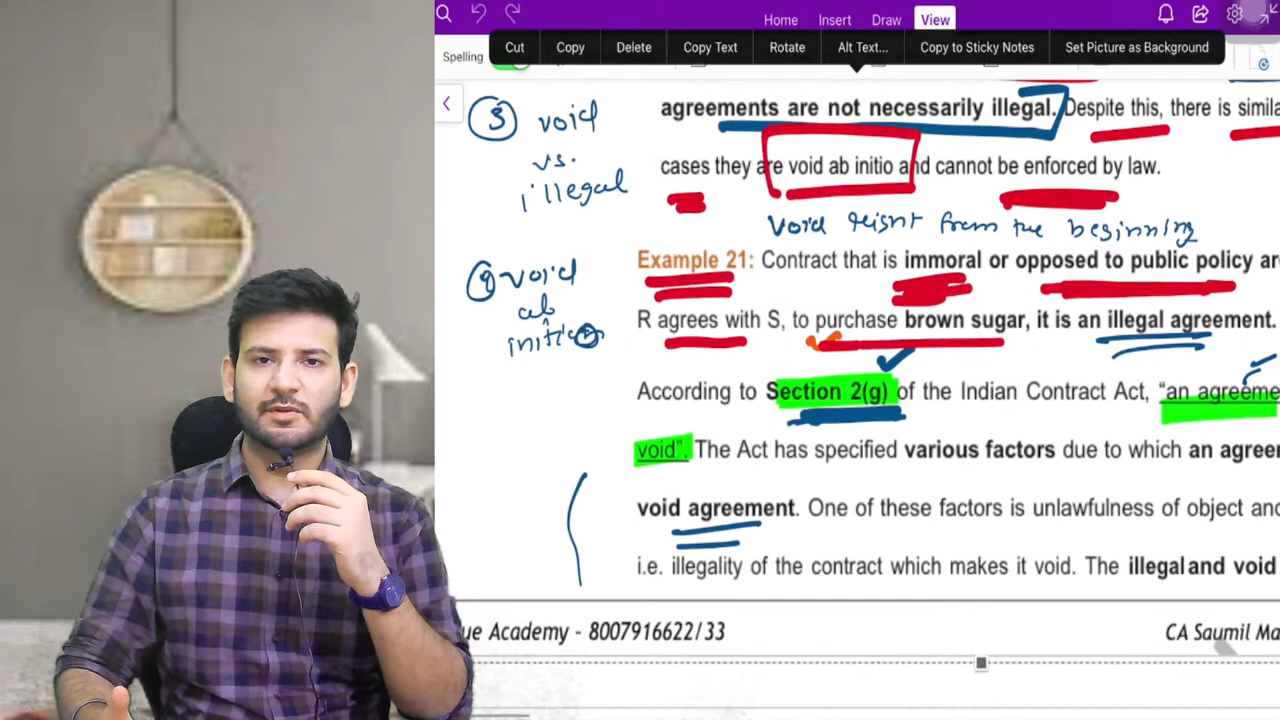 Home Insert Draw View
Spelling
Cut Copy Delete Copy Text Rotate Alt Text... Copy to Sticky Notes Set Picture as Background
③ void
vs.
illegal
agreements are not necessarily illegal. Despite this, there is simila
cases they are void ab initio and cannot be enforced by law.
void right from the beginning
void
ab
Example 21: Contract that is immoral or opposed to public policy are
R agrees with S, to purchase brown sugar, it is an illegal agreement.
According to Section 2(g) of the Indian Contract Act, “an agreeme
void”. The Act has specified various factors due to which an agreem
void agreement. One of these factors is unlawfulness of object and
i.e. illegality of the contract which makes it void. The illegal and void
ue Academy - 8007916622/33 CA Saumil Ma